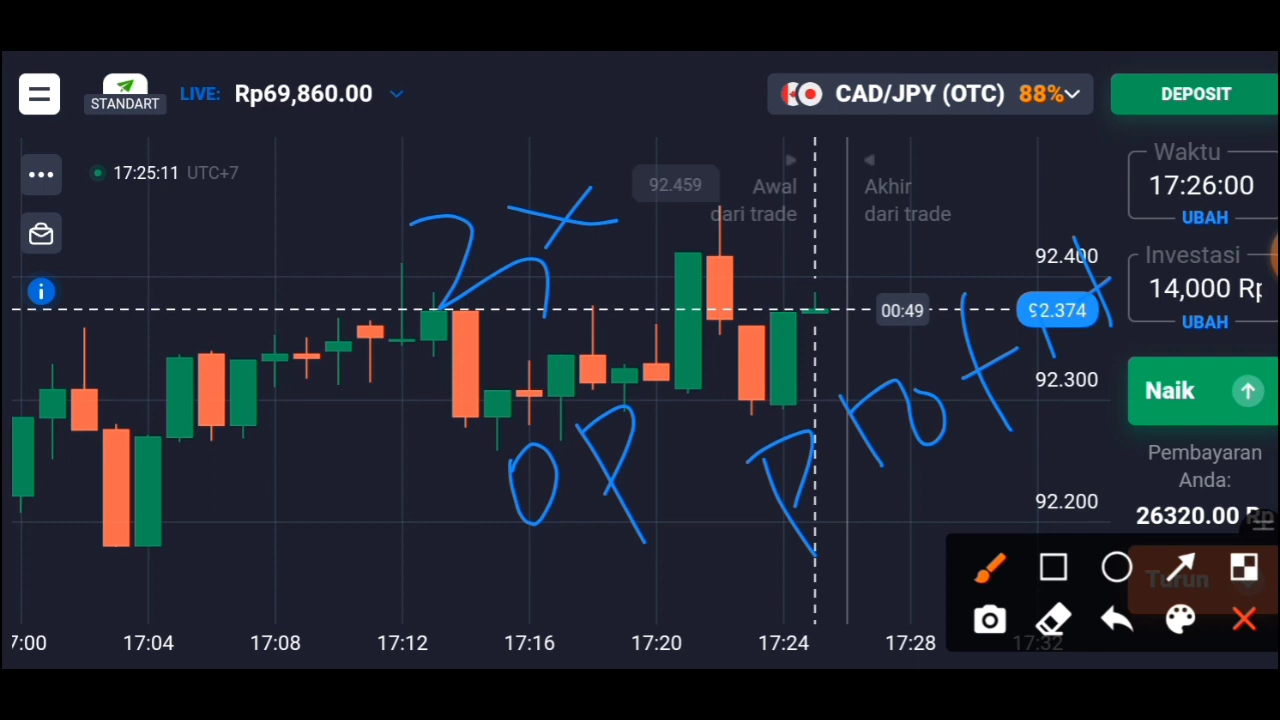 STANDART
LIVE: Rp69,860.00
CAD/JPY (OTC) 88%
DEPOSIT
17:25:11 UTC+7
92.459
Awal
dari trade
Akhir
dari trade
Waktu
17:26:00
UBAH
Investasi
14,000 Rp
UBAH
92.400
00:49
92.374
92.300
92.200
Naik
Pembayaran
Anda:
26320.00 Rp
Turun
3x
OP
Profit
7:00 17:04 17:08 17:12 17:16 17:20 17:24 17:28 17:32